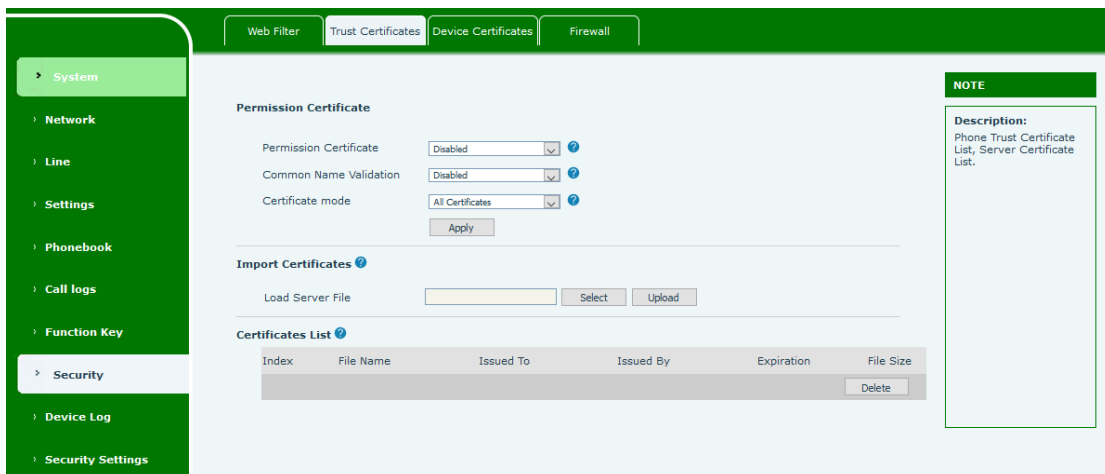 Web Filter
Trust Certificates
Device Certificates
Firewall
System
Network
Line
Settings
Phonebook
Call logs
Function Key
Security
Device Log
Security Settings
Permission Certificate
Permission Certificate Disabled ?
Common Name Validation Disabled ?
Certificate mode All Certificates ?
Apply
Import Certificates ?
Load Server File Select Upload
Certificates List ?
Index File Name Issued To Issued By Expiration File Size
Delete
NOTE
Description:
Phone Trust Certificate
List, Server Certificate
List.